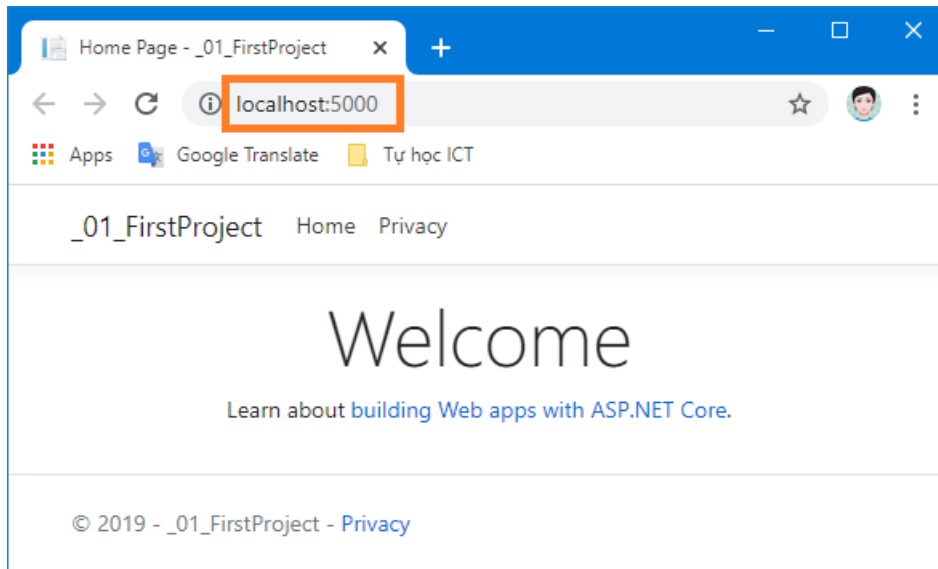 Home Page - _01_FirstProject
localhost:5000
Apps Google Translate Tự học ICT
_01_FirstProject Home Privacy
Welcome
Learn about building Web apps with ASP.NET Core.
© 2019 - _01_FirstProject - Privacy